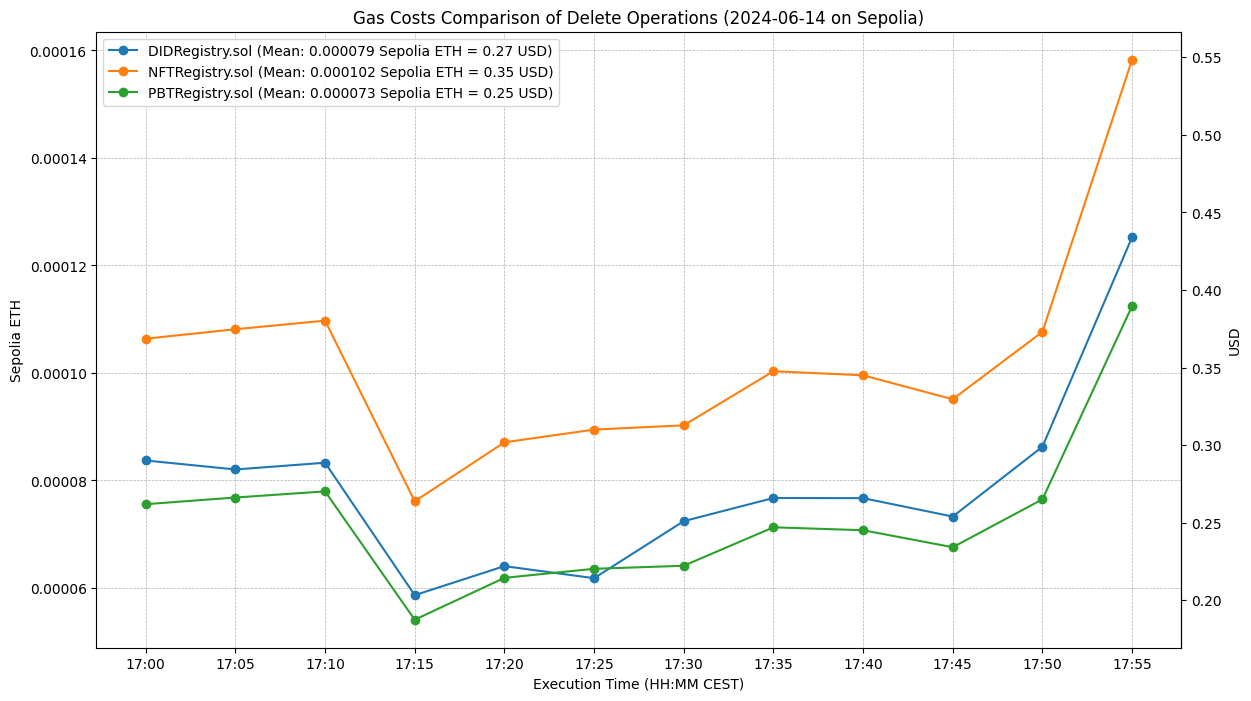 Gas Costs Comparison of Delete Operations (2024-06-14 on Sepolia)
DIDRegistry.sol (Mean: 0.000079 Sepolia ETH = 0.27 USD)
NFTRegistry.sol (Mean: 0.000102 Sepolia ETH = 0.35 USD)
PBTRegistry.sol (Mean: 0.000073 Sepolia ETH = 0.25 USD)
Sepolia ETH
0.00016
0.00014
0.00012
0.00010
0.00008
0.00006
USD
0.55
0.50
0.45
0.40
0.35
0.30
0.25
0.20
17:00 17:05 17:10 17:15 17:20 17:25 17:30 17:35 17:40 17:45 17:50 17:55
Execution Time (HH:MM CEST)